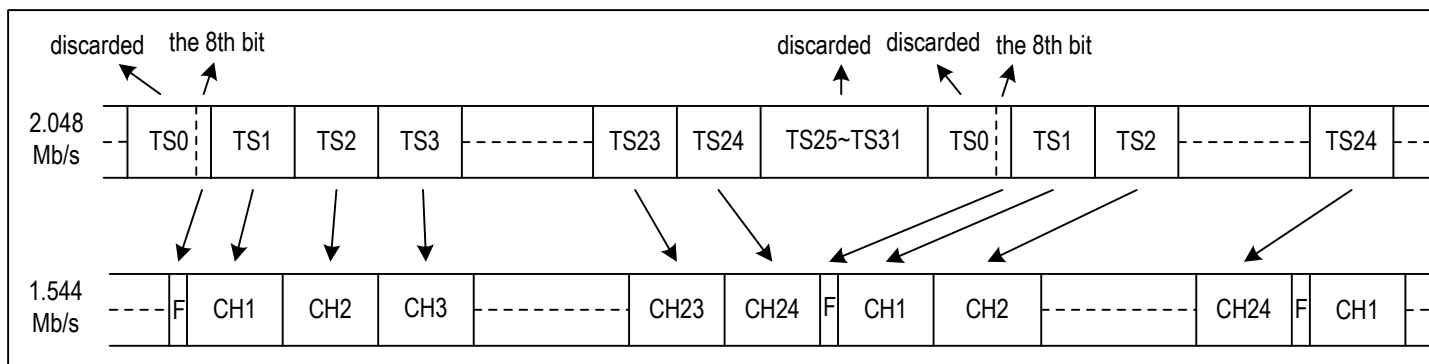 discarded the 8th bit discarded discarded the 8th bit
2.048
Mb/s
TS0 TS1 TS2 TS3 TS23 TS24 TS25~TS31 TS0 TS1 TS2 TS24
1.544
Mb/s
F CH1 CH2 CH3 CH23 CH24 F CH1 CH2 CH24 F CH1